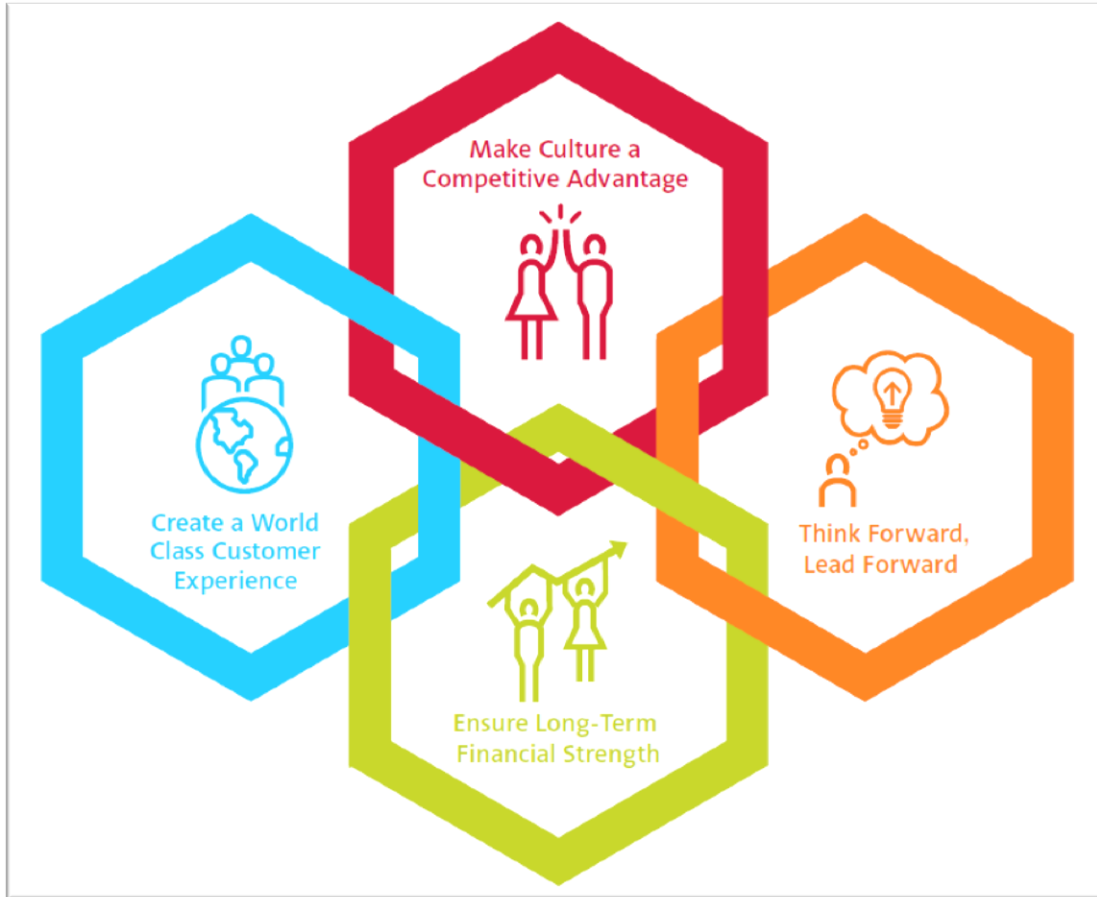 Make Culture a
Competitive Advantage
Create a World
Class Customer
Experience
Think Forward,
Lead Forward
Ensure Long-Term
Financial Strength